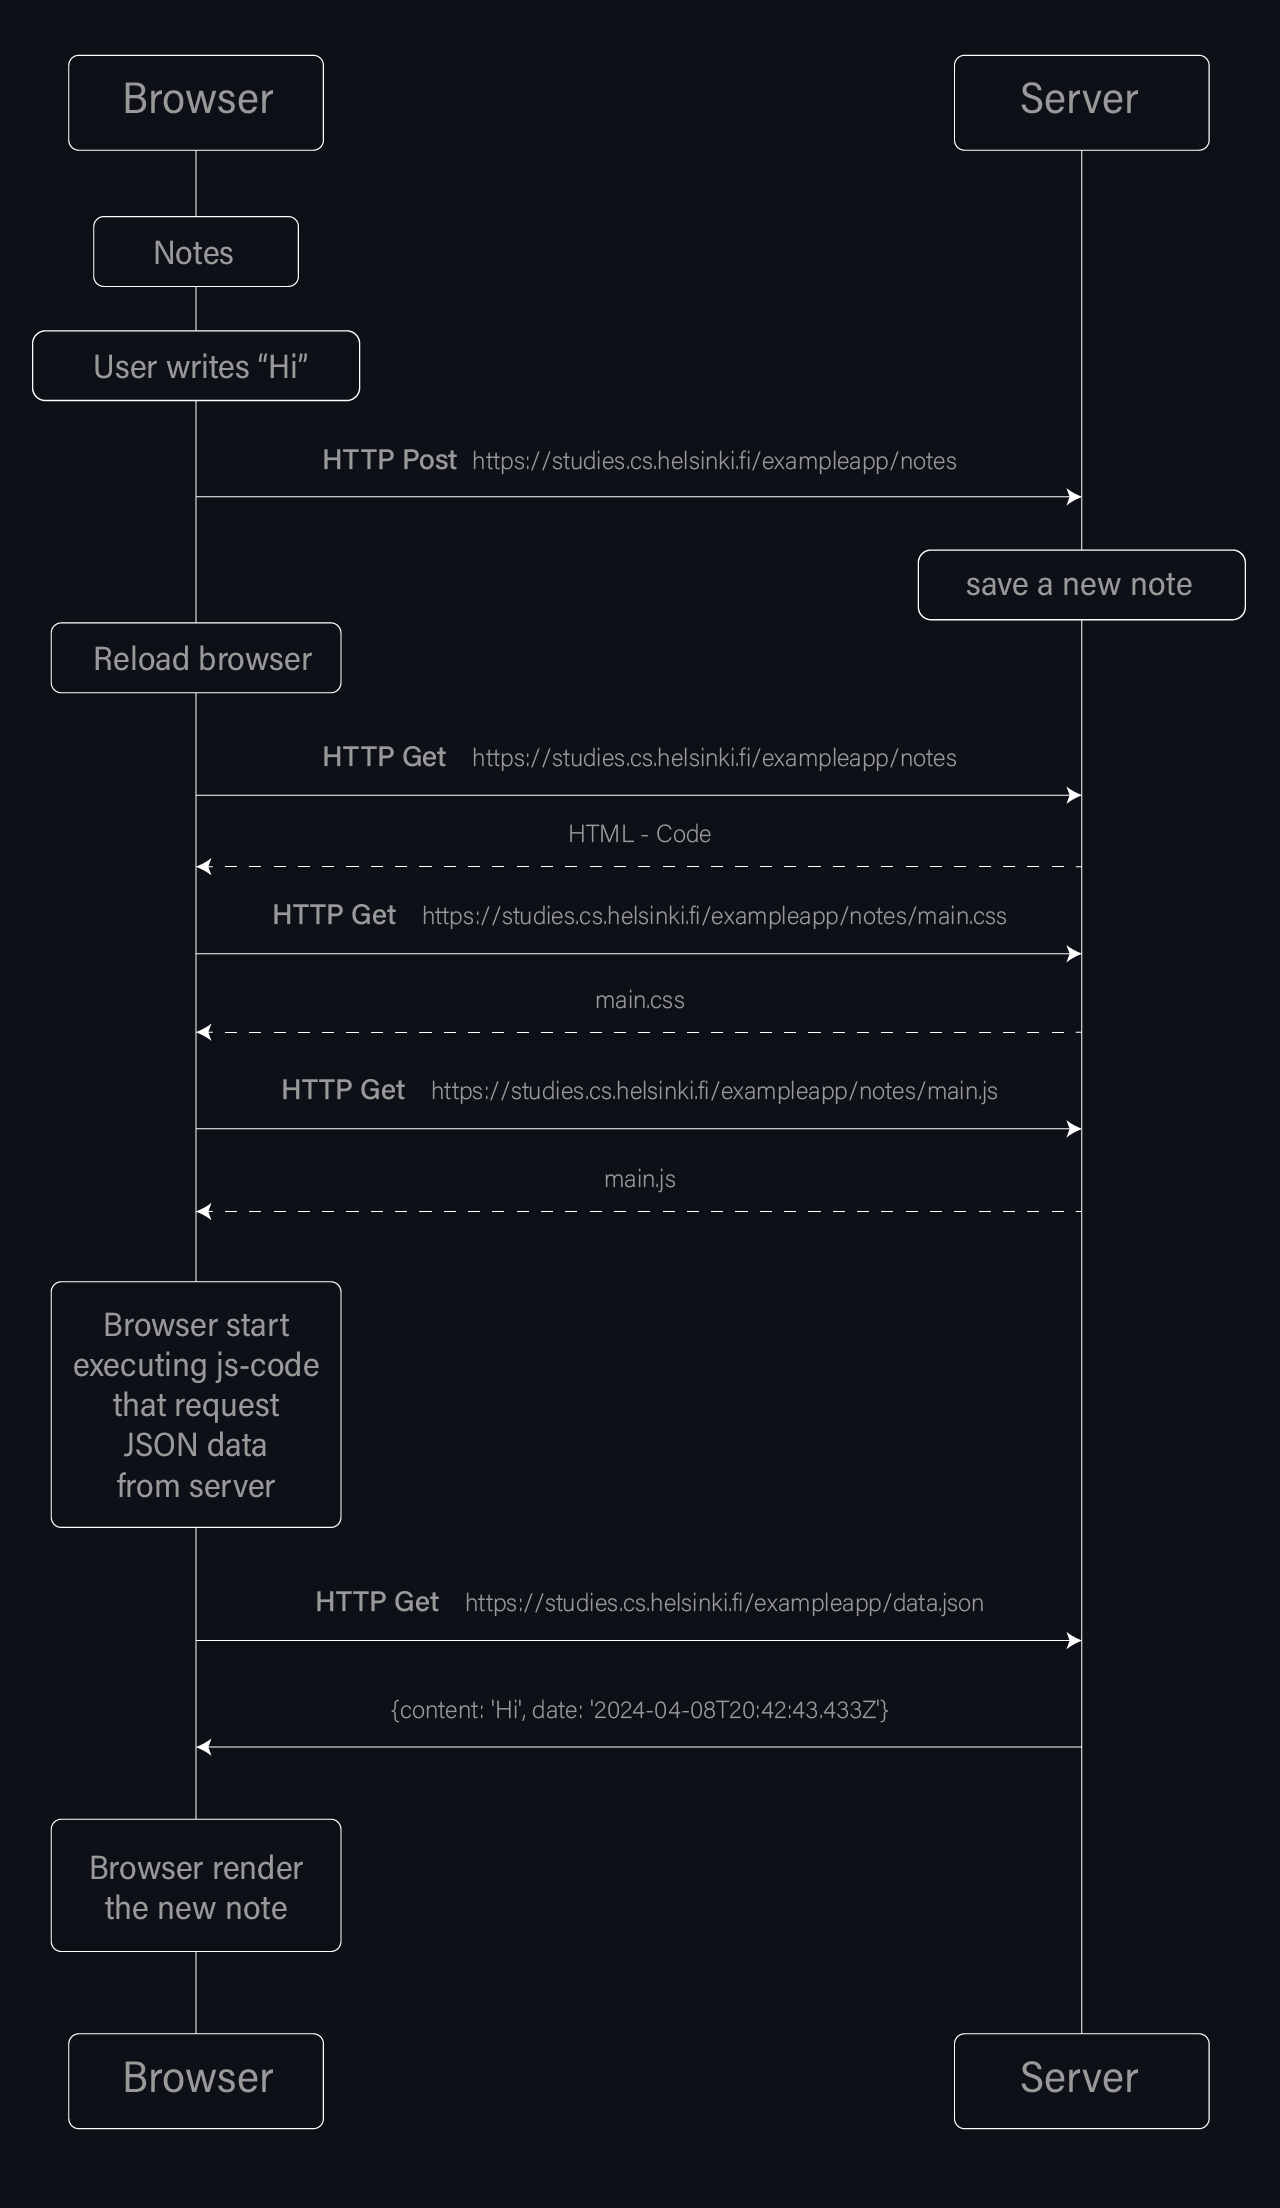 Browser
Server
Notes
User writes “Hi”
HTTP Post https://studies.cs.helsinki.fi/exampleapp/notes
save a new note
Reload browser
HTTP Get https://studies.cs.helsinki.fi/exampleapp/notes
HTML - Code
HTTP Get https://studies.cs.helsinki.fi/exampleapp/notes/main.css
main.css
HTTP Get https://studies.cs.helsinki.fi/exampleapp/notes/main.js
main.js
Browser start
executing js-code
that request
JSON data
from server
HTTP Get https://studies.cs.helsinki.fi/exampleapp/data.json
{content: 'Hi', date: '2024-04-08T20:42:43.433Z'}
Browser render
the new note
Browser
Server